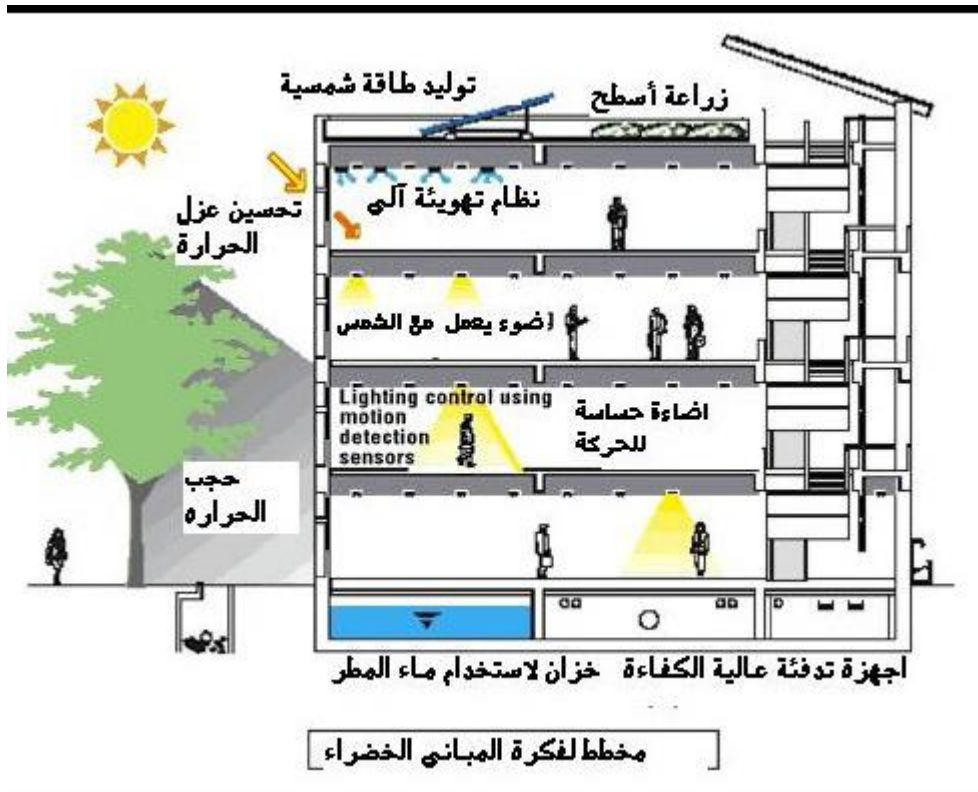 توليد طاقة شمسية
زراعة أسطح
نظام تهويئة آلي
تحسين عزل
الحرارة
اضوء يعمل مع الشمس
Lighting control using
motion
detection
sensors
اضاءة حساسة
للحركة
حجب
الحراره
خزان لاستخدام ماء المطر
اجهزة تدفئة عالية الكفاءة
مخطط لفكرة المباني الخضراء